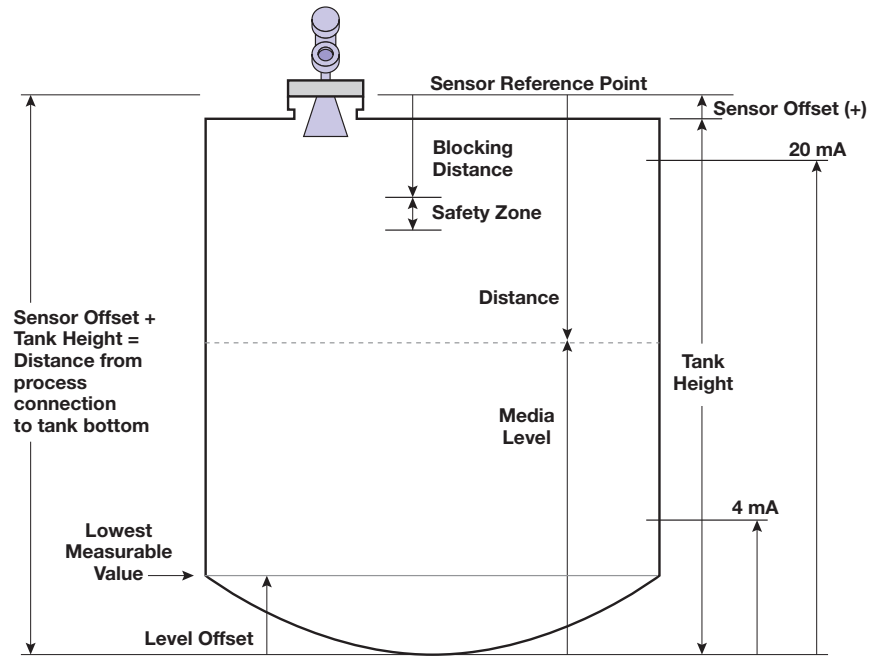 Sensor Reference Point
Sensor Offset (+)
20 mA
Blocking
Distance
Safety Zone
Distance
Sensor Offset +
Tank Height =
Distance from
process
connection
to tank bottom
Tank
Height
Media
Level
4 mA
Lowest
Measurable
Value
Level Offset